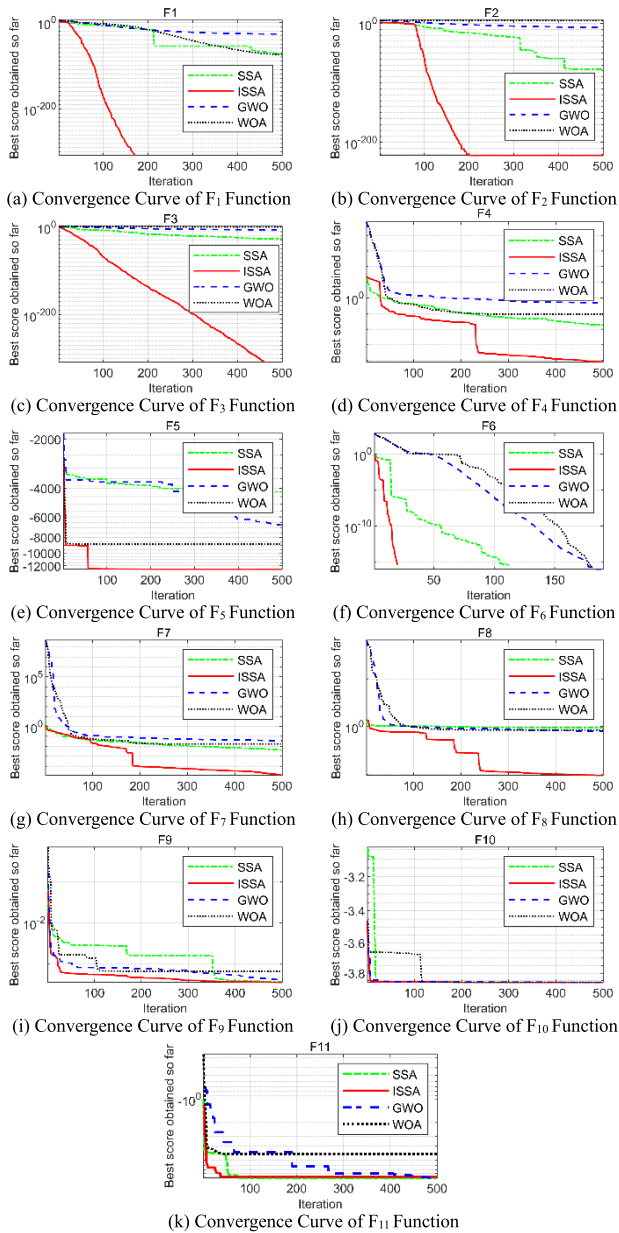 F1
Best score obtained so far
10^0
10^-200
SSA
ISSA
GWO
WOA
0 100 200 300 400 500
Iteration
(a) Convergence Curve of F1 Function
F2
Best score obtained so far
10^0
10^-200
SSA
ISSA
GWO
WOA
100 200 300 400 500
Iteration
(b) Convergence Curve of F2 Function
F3
Best score obtained so far
10^0
10^-200
SSA
ISSA
GWO
WOA
100 200 300 400 500
Iteration
(c) Convergence Curve of F3 Function
F4
Best score obtained so far
10^0
SSA
ISSA
GWO
WOA
100 200 300 400 500
Iteration
(d) Convergence Curve of F4 Function
F5
Best score obtained so far
-2000
-4000
-6000
-8000
-10000
-12000
SSA
ISSA
GWO
WOA
0 100 200 300 400 500
Iteration
(e) Convergence Curve of F5 Function
F6
Best score obtained so far
10^0
10^-10
SSA
ISSA
GWO
WOA
50 100 150
Iteration
(f) Convergence Curve of F6 Function
F7
Best score obtained so far
10^5
10^0
SSA
ISSA
GWO
WOA
100 200 300 400 500
Iteration
(g) Convergence Curve of F7 Function
F8
Best score obtained so far
10^0
SSA
ISSA
GWO
WOA
100 200 300 400 500
Iteration
(h) Convergence Curve of F8 Function
F9
Best score obtained so far
10^-2
SSA
ISSA
GWO
WOA
100 200 300 400 500
Iteration
(i) Convergence Curve of F9 Function
F10
Best score obtained so far
-3.2
-3.4
-3.6
-3.8
SSA
ISSA
GWO
WOA
0 100 200 300 400 500
Iteration
(j) Convergence Curve of F10 Function
F11
Best score obtained so far
-10^0
SSA
ISSA
GWO
WOA
100 200 300 400 500
Iteration
(k) Convergence Curve of F11 Function